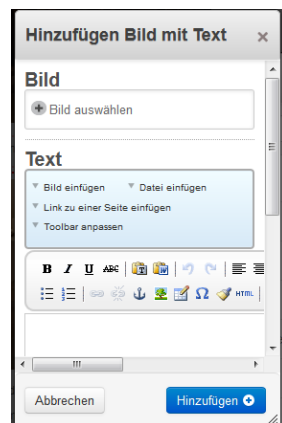 Hinzufügen Bild mit Text ×
Bild
Bild auswählen
Text
Bild einfügen Datei einfügen
Link zu einer Seite einfügen
Toolbar anpassen
B I U ABC
Ω HTML
Abbrechen Hinzufügen